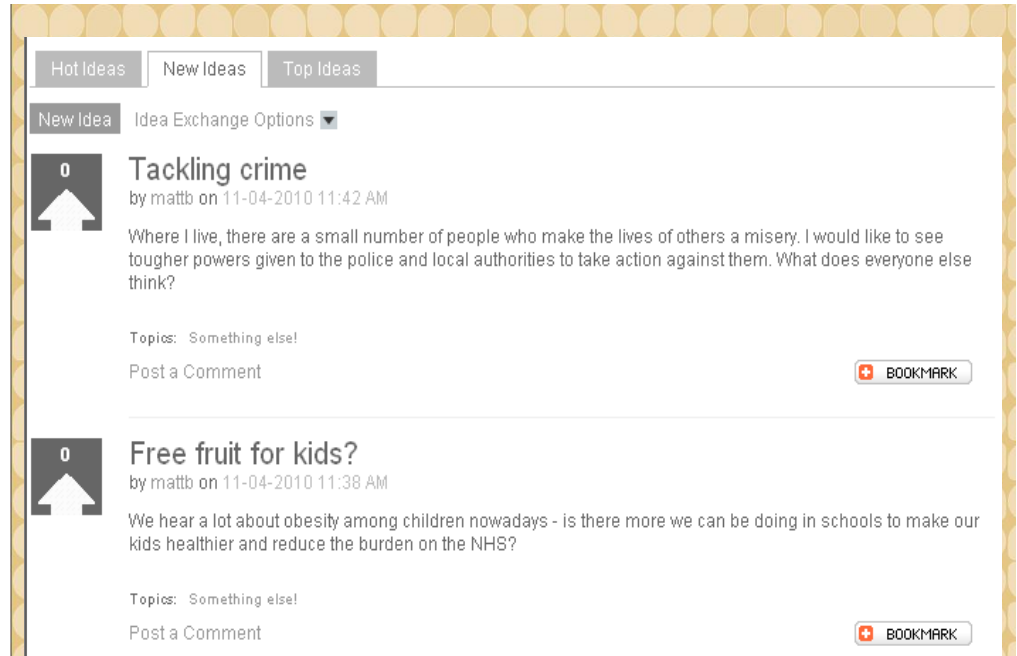 Hot Ideas New Ideas Top Ideas
New Idea Idea Exchange Options
0
Tackling crime
by mattb on 11-04-2010 11:42 AM
Where I live, there are a small number of people who make the lives of others a misery. I would like to see
tougher powers given to the police and local authorities to take action against them. What does everyone else
think?
Topics: Something else!
Post a Comment BOOKMARK
0
Free fruit for kids?
by mattb on 11-04-2010 11:38 AM
We hear a lot about obesity among children nowadays - is there more we can be doing in schools to make our
kids healthier and reduce the burden on the NHS?
Topics: Something else!
Post a Comment BOOKMARK